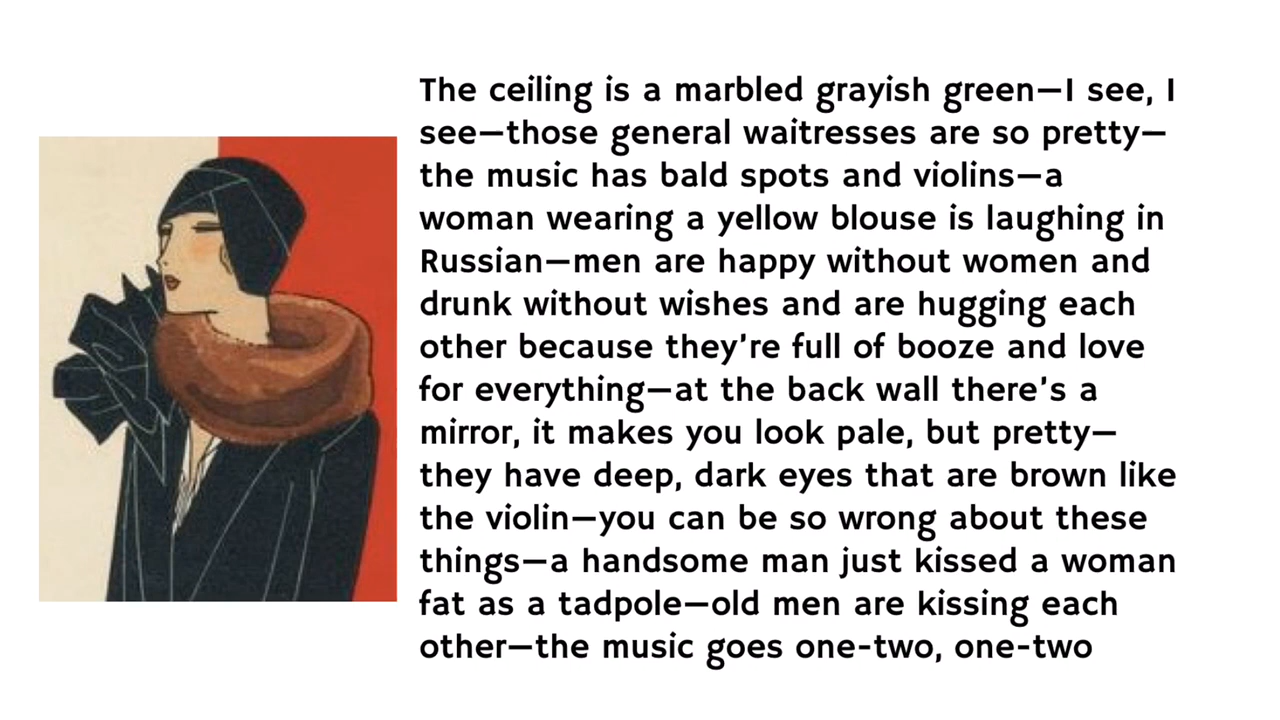 The ceiling is a marbled grayish green—I see, I
see—those general waitresses are so pretty—
the music has bald spots and violins—a
woman wearing a yellow blouse is laughing in
Russian—men are happy without women and
drunk without wishes and are hugging each
other because they're full of booze and love
for everything—at the back wall there's a
mirror, it makes you look pale, but pretty—
they have deep, dark eyes that are brown like
the violin—you can be so wrong about these
things—a handsome man just kissed a woman
fat as a tadpole—old men are kissing each
other—the music goes one-two, one-two